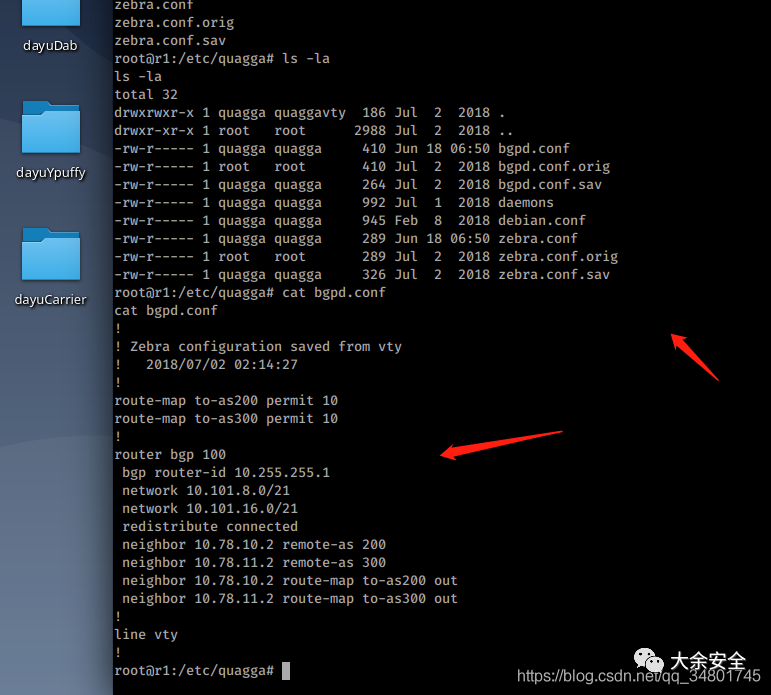 dayuDab
dayuYpuffy
dayuCarrier
zebra.conf
zebra.conf.orig
zebra.conf.sav
root@r1:/etc/quagga# ls -la
ls -la
total 32
drwxrwxr-x 1 quagga quaggavty  186 Jul  2  2018 .
drwxr-xr-x 1 root   root      2988 Jul  2  2018 ..
-rw-r----- 1 quagga quagga     410 Jun 18 06:50 bgpd.conf
-rw-r----- 1 root   root       410 Jul  2  2018 bgpd.conf.orig
-rw-r----- 1 quagga quagga     264 Jul  2  2018 bgpd.conf.sav
-rw-r----- 1 quagga quagga     992 Jul  1  2018 daemons
-rw-r----- 1 quagga quagga     945 Feb  8  2018 debian.conf
-rw-r----- 1 quagga quagga     289 Jun 18 06:50 zebra.conf
-rw-r----- 1 root   root       289 Jul  2  2018 zebra.conf.orig
-rw-r----- 1 quagga quagga     326 Jul  2  2018 zebra.conf.sav
root@r1:/etc/quagga# cat bgpd.conf
cat bgpd.conf
!
! Zebra configuration saved from vty
!   2018/07/02 02:14:27
!
route-map to-as200 permit 10
route-map to-as300 permit 10
!
router bgp 100
 bgp router-id 10.255.255.1
 network 10.101.8.0/21
 network 10.101.16.0/21
 redistribute connected
 neighbor 10.78.10.2 remote-as 200
 neighbor 10.78.11.2 remote-as 300
 neighbor 10.78.10.2 route-map to-as200 out
 neighbor 10.78.11.2 route-map to-as300 out
!
line vty
!
root@r1:/etc/quagga#
大余安全
https://blog.csdn.net/qq_34801745